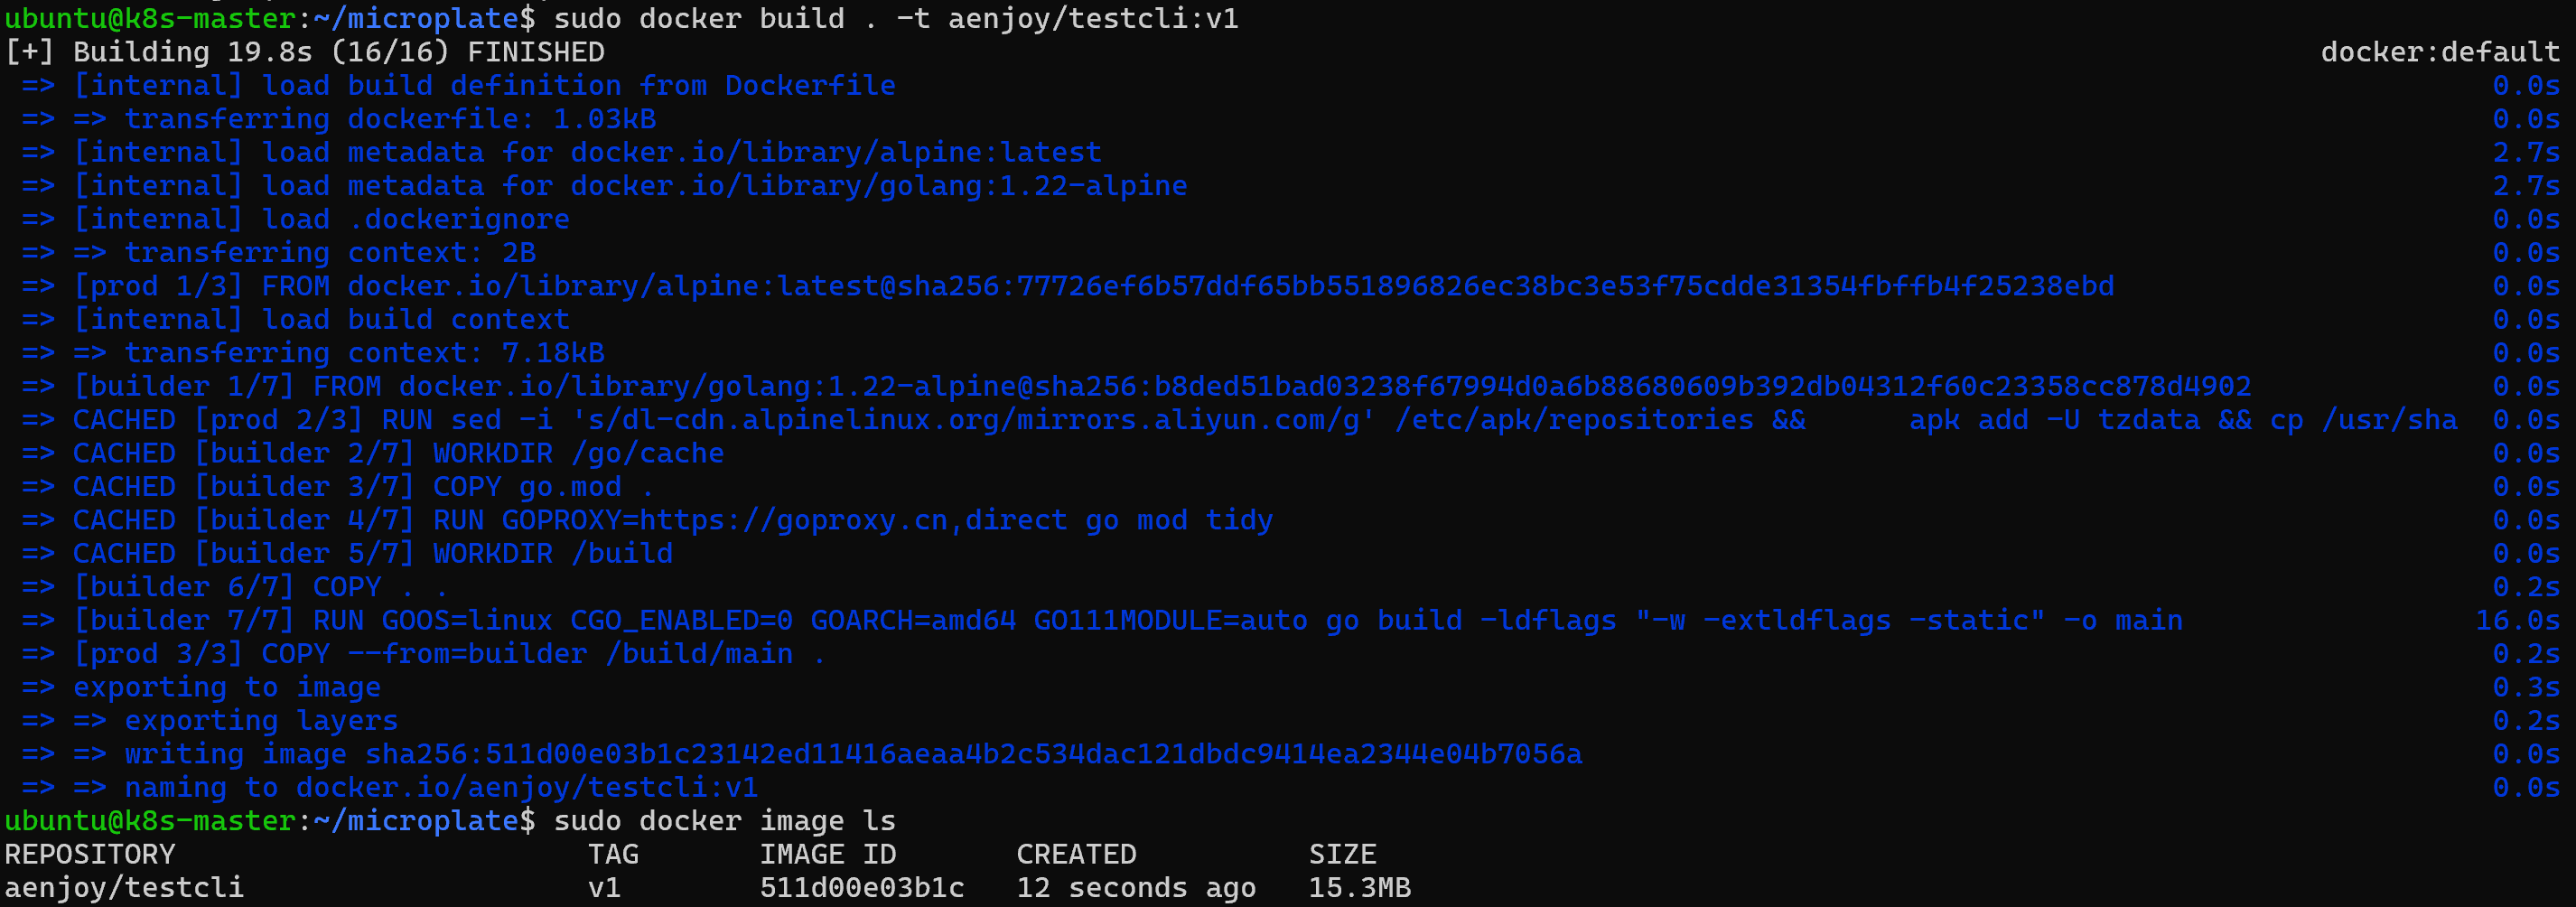 ubuntu@k8s-master:~/microplate$ sudo docker build . -t aenjoy/testcli:v1
[+] Building 19.8s (16/16) FINISHED docker:default
=> [internal] load build definition from Dockerfile 0.0s
=> => transferring dockerfile: 1.03kB 0.0s
=> [internal] load metadata for docker.io/library/alpine:latest 2.7s
=> [internal] load metadata for docker.io/library/golang:1.22-alpine 2.7s
=> [internal] load .dockerignore 0.0s
=> => transferring context: 2B 0.0s
=> [prod 1/3] FROM docker.io/library/alpine:latest@sha256:77726ef6b57ddf65bb551896826ec38bc3e53f75cdde31354fbffb4f25238ebd 0.0s
=> [internal] load build context 0.0s
=> => transferring context: 7.18kB 0.0s
=> [builder 1/7] FROM docker.io/library/golang:1.22-alpine@sha256:b8ded51bad03238f67994d0a6b88680609b392db04312f60c23358cc878d4902 0.0s
=> CACHED [prod 2/3] RUN sed -i 's/dl-cdn.alpinelinux.org/mirrors.aliyun.com/g' /etc/apk/repositories &&      apk add -U tzdata && cp /usr/sha 0.0s
=> CACHED [builder 2/7] WORKDIR /go/cache 0.0s
=> CACHED [builder 3/7] COPY go.mod . 0.0s
=> CACHED [builder 4/7] RUN GOPROXY=https://goproxy.cn,direct go mod tidy 0.0s
=> CACHED [builder 5/7] WORKDIR /build 0.0s
=> [builder 6/7] COPY . . 0.2s
=> [builder 7/7] RUN GOOS=linux CGO_ENABLED=0 GOARCH=amd64 GO111MODULE=auto go build -ldflags "-w -extldflags -static" -o main 16.0s
=> [prod 3/3] COPY --from=builder /build/main . 0.2s
=> exporting to image 0.3s
=> => exporting layers 0.2s
=> => writing image sha256:511d00e03b1c23142ed11416aeaa4b2c534dac121dbdc9414ea2344e04b7056a 0.0s
=> => naming to docker.io/aenjoy/testcli:v1 0.0s
ubuntu@k8s-master:~/microplate$ sudo docker image ls
REPOSITORY TAG IMAGE ID CREATED SIZE
aenjoy/testcli v1 511d00e03b1c 12 seconds ago 15.3MB